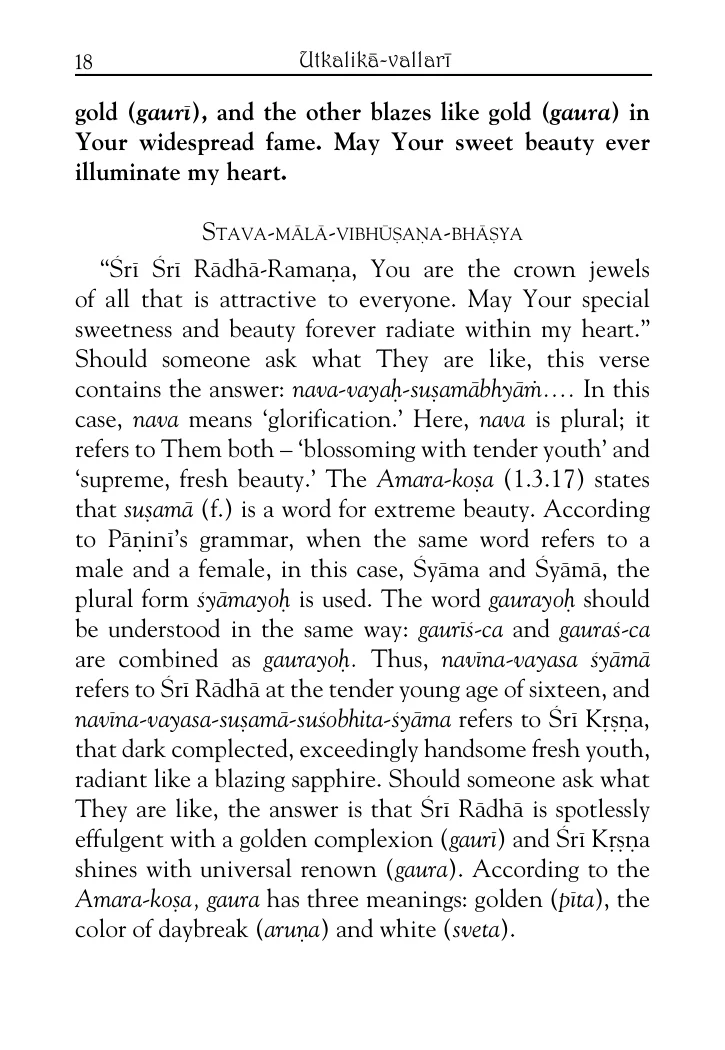 18
Utkalikā-vallarī
gold (gaurī), and the other blazes like gold (gaura) in
Your widespread fame. May Your sweet beauty ever
illuminate my heart.
STAVA-MĀLĀ-VIBHŪṢAṆA-BHĀṢYA
“Śrī Śrī Rādhā-Ramaṇa, You are the crown jewels
of all that is attractive to everyone. May Your special
sweetness and beauty forever radiate within my heart.”
Should someone ask what They are like, this verse
contains the answer: nava-vayaḥ-suṣamābhyāṁ.... In this
case, nava means ‘glorification.’ Here, nava is plural; it
refers to Them both – ‘blossoming with tender youth’ and
‘supreme, fresh beauty.’ The Amara-koṣa (1.3.17) states
that suṣamā (f.) is a word for extreme beauty. According
to Pāṇinī’s grammar, when the same word refers to a
male and a female, in this case, Śyāma and Śyāmā, the
plural form śyāmayoḥ is used. The word gaurayoḥ should
be understood in the same way: gaurīś-ca and gauraś-ca
are combined as gaurayoḥ. Thus, navīna-vayasa śyāmā
refers to Śrī Rādhā at the tender young age of sixteen, and
navīna-vayasa-suṣamā-suśobhita-śyāma refers to Śrī Kṛṣṇa,
that dark complected, exceedingly handsome fresh youth,
radiant like a blazing sapphire. Should someone ask what
They are like, the answer is that Śrī Rādhā is spotlessly
effulgent with a golden complexion (gaurī) and Śrī Kṛṣṇa
shines with universal renown (gaura). According to the
Amara-koṣa, gaura has three meanings: golden (pīta), the
color of daybreak (aruṇa) and white (sveta).